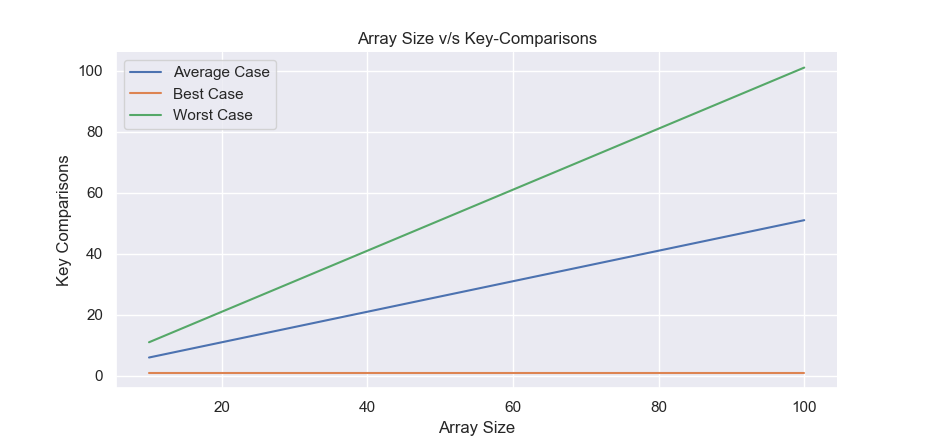 Array Size v/s Key-Comparisons
Average Case
Best Case
Worst Case
Key Comparisons
100
80
60
40
20
0
20 40 60 80 100
Array Size